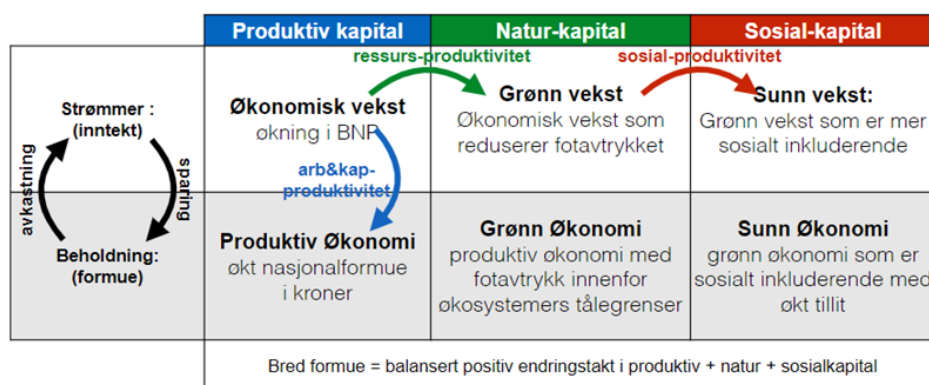 Produktiv kapital
Natur-kapital
Sosial-kapital
ressurs-produktivitet
sosial-produktivitet
Strømmer :
(inntekt)
avkastning
sparing
Beholdning:
(formue)
Økonomisk vekst
økning i BNP
arb&kap-
produktivitet
Grønn vekst
Økonomisk vekst som
reduserer fotavtrykket
Sunn vekst:
Grønn vekst som er mer
sosialt inkluderende
Produktiv Økonomi
økt nasjonalformue
i kroner
Grønn Økonomi
produktiv økonomi med
fotavtrykk innenfor
økosystemers tålegrenser
Sunn Økonomi
grønn økonomi som er
sosialt inkluderende med
økt tillit
Bred formue = balansert positiv endringstakt i produktiv + natur + sosialkapital